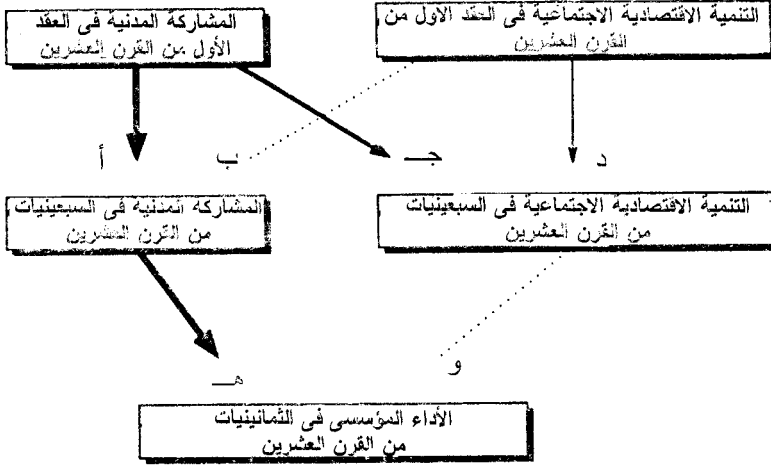 التنمية الاقتصادية الاجتماعية فى العقد الاول من
القرن العشرين
المشاركة المدنية فى العقد
الأول من القرن العشرين
أ
ب
جـ
د
التنمية الاقتصادية الاجتماعية فى السبعينيات
من القرن العشرين
المشاركة المدنية فى السبعينيات
من القرن العشرين
و
هـ
الأداء المؤسسى فى الثمانينيات
من القرن العشرين